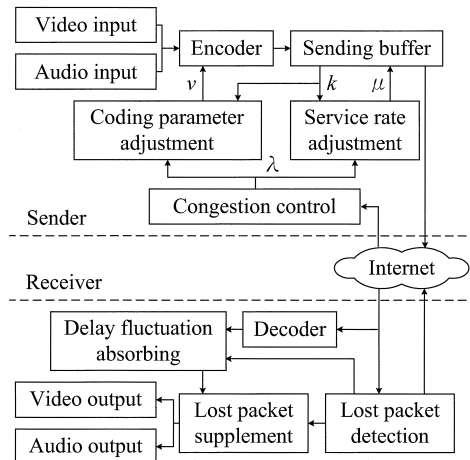 Video input
Audio input
Encoder
Sending buffer
v
k
μ
Coding parameter
adjustment
Service rate
adjustment
λ
Congestion control
Sender
Internet
Receiver
Delay fluctuation
absorbing
Decoder
Video output
Audio output
Lost packet
supplement
Lost packet
detection